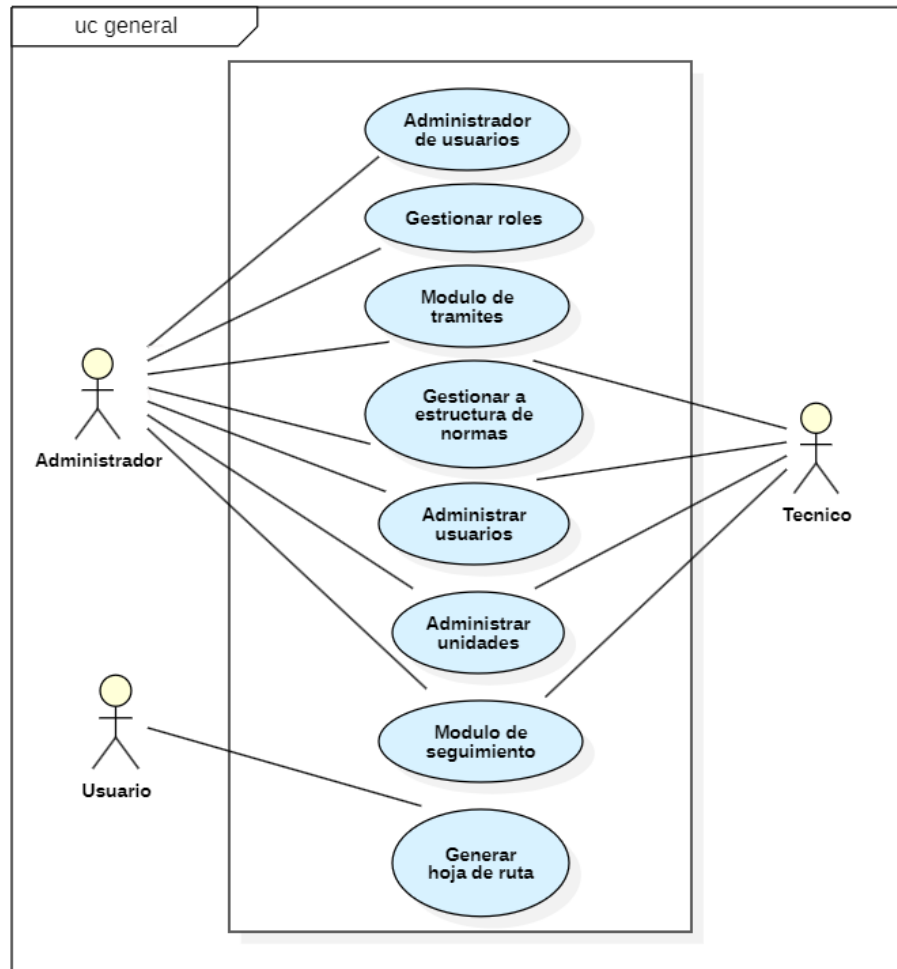 uc general
Administrador
de usuarios
Gestionar roles
Modulo de
tramites
Gestionar a
estructura de
normas
Administrador
Tecnico
Administrar
usuarios
Administrar
unidades
Modulo de
seguimiento
Usuario
Generar
hoja de ruta